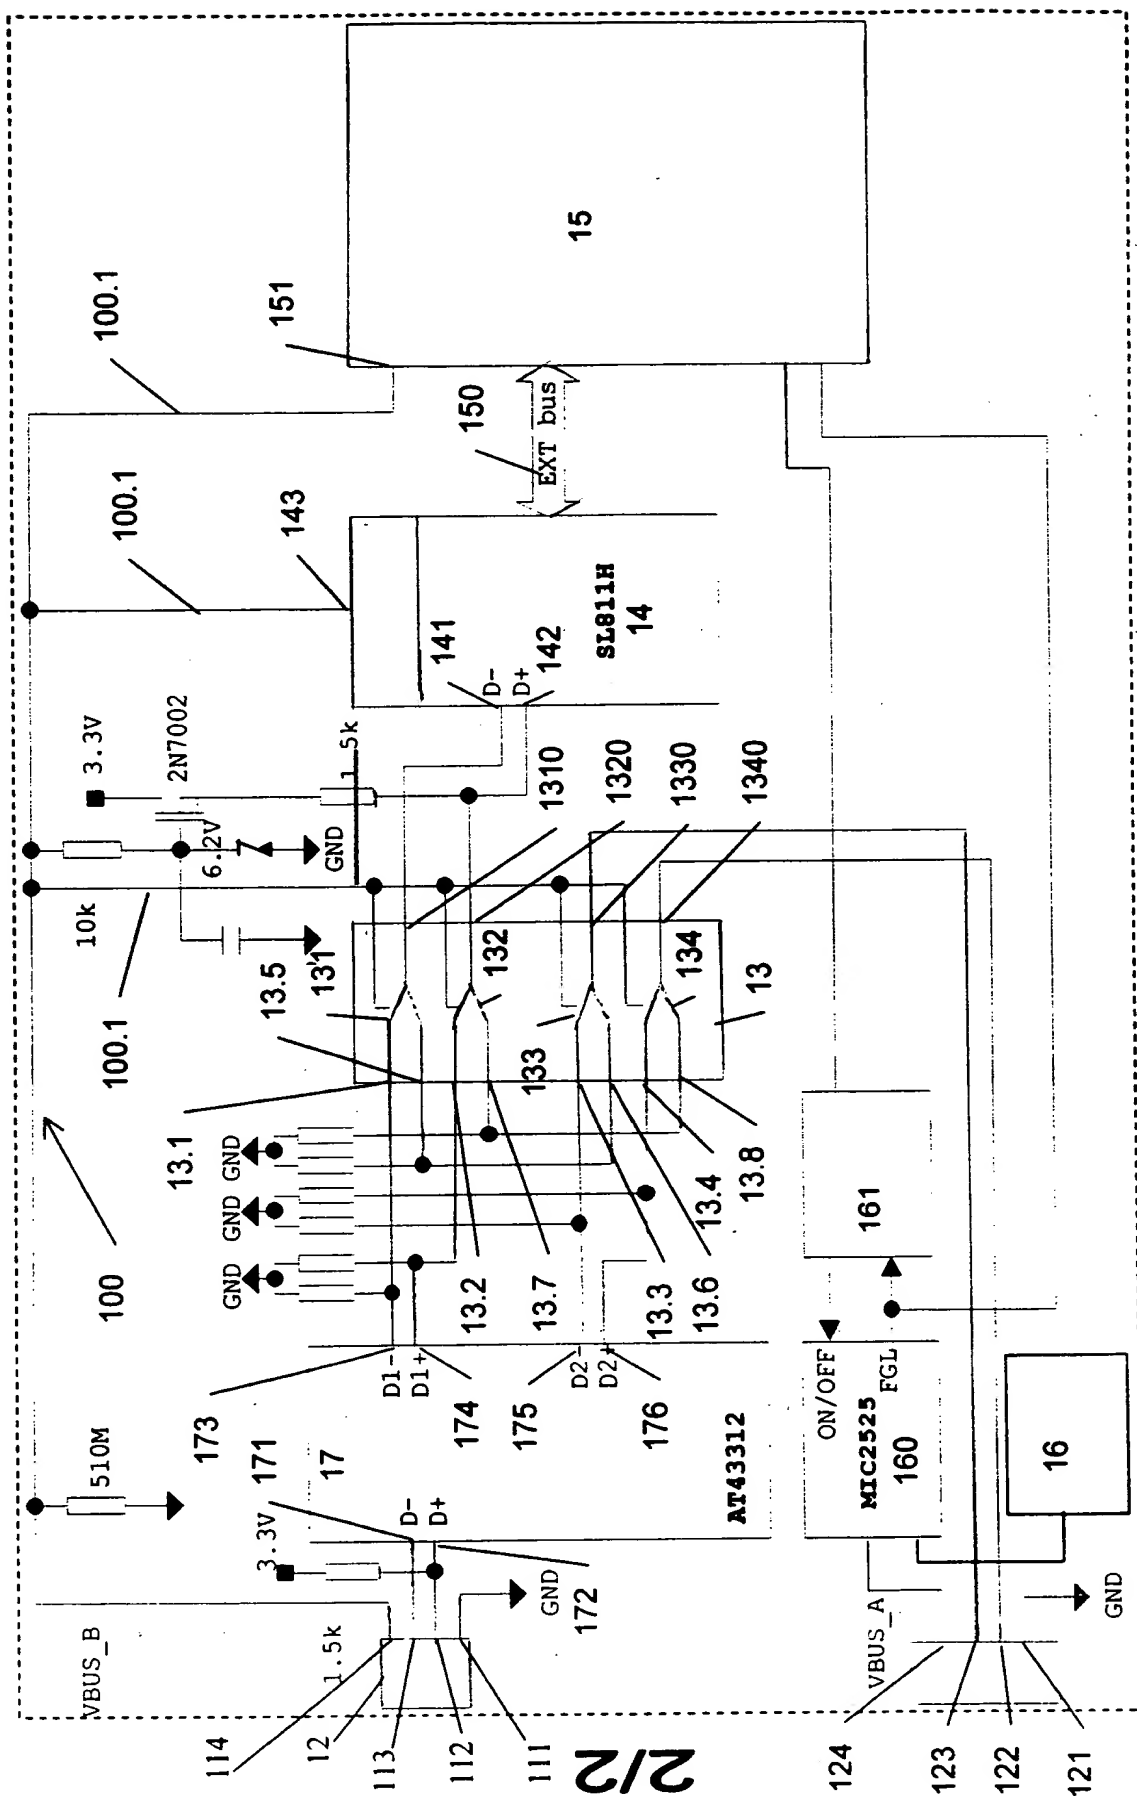 VBUS_B
510M
100
100.1
10k
6.2V
GND
3.3V
2N7002
1.5k
100.1
143
100.1
151
114
12
113
112
111
1.5k
3.3V
171
17
D-
D+
GND
172
173
D1-
D1+
174
175
D2-
D2+
176
AT43312
GND
GND
GND
13.1
13.5
131
132
133
134
13
13.2
13.7
13.3
13.6
13.4
13.8
1310
1320
1330
1340
141
D-
D+
142
SL811H
14
150
EXT bus
15
124
123
122
121
VBUS_A
GND
ON/OFF
FGL
MIC2525
160
161
16
2/2